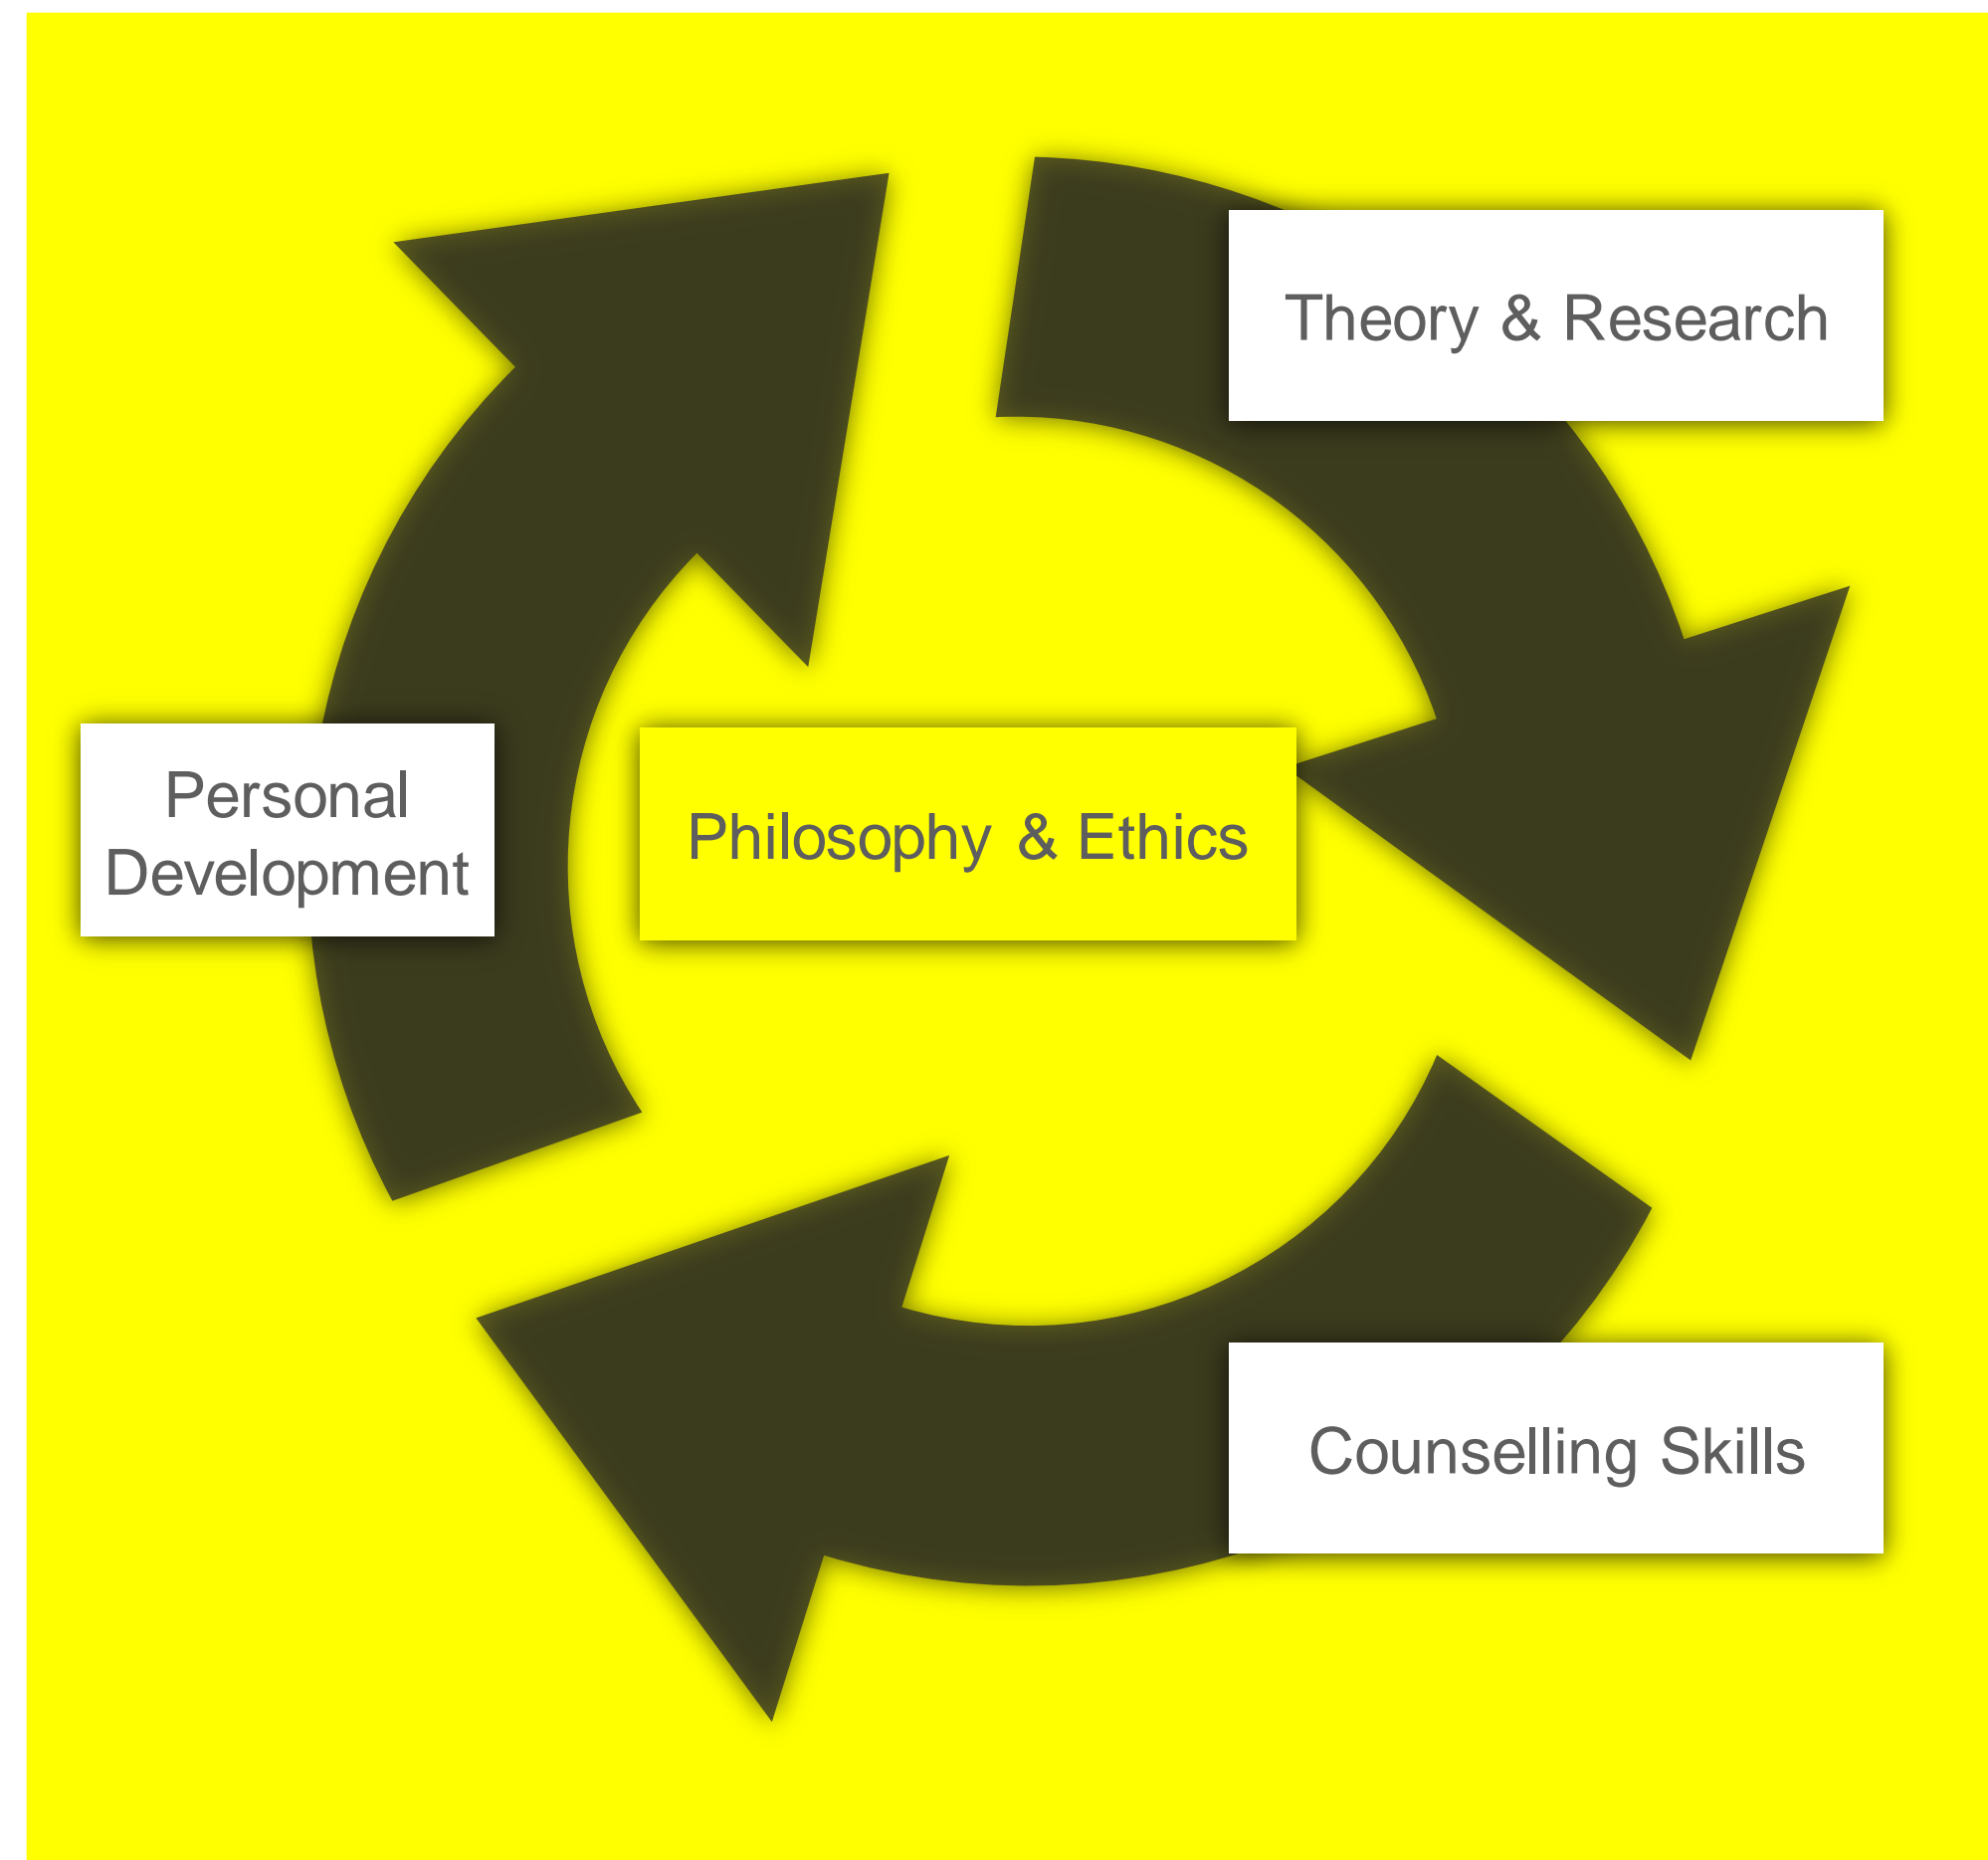 Theory & Research
Personal
Development
Philosophy & Ethics
Counselling Skills